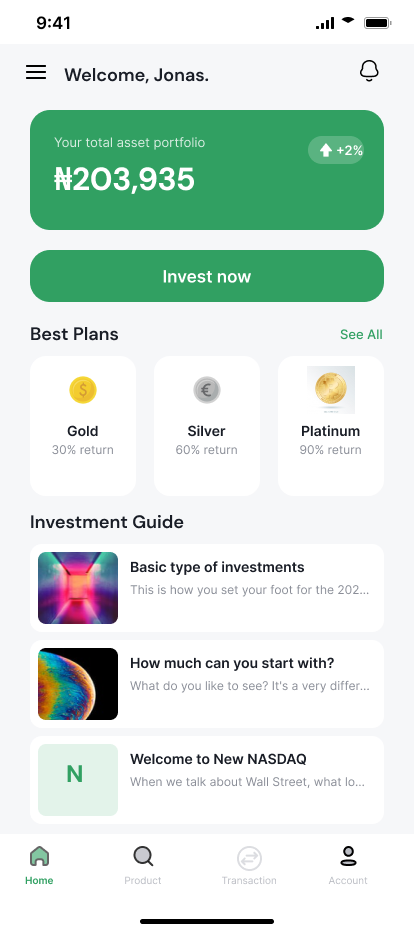 9:41
Welcome, Jonas.
Your total asset portfolio
₦203,935
+2%
Invest now
Best Plans
See All
$
€
Gold
Silver
Platinum
30% return
60% return
90% return
Investment Guide
Basic type of investments
This is how you set your foot for the 202...
How much can you start with?
What do you like to see? It's a very differ...
N
Welcome to New NASDAQ
When we talk about Wall Street, what lo...
Home
Product
Transaction
Account